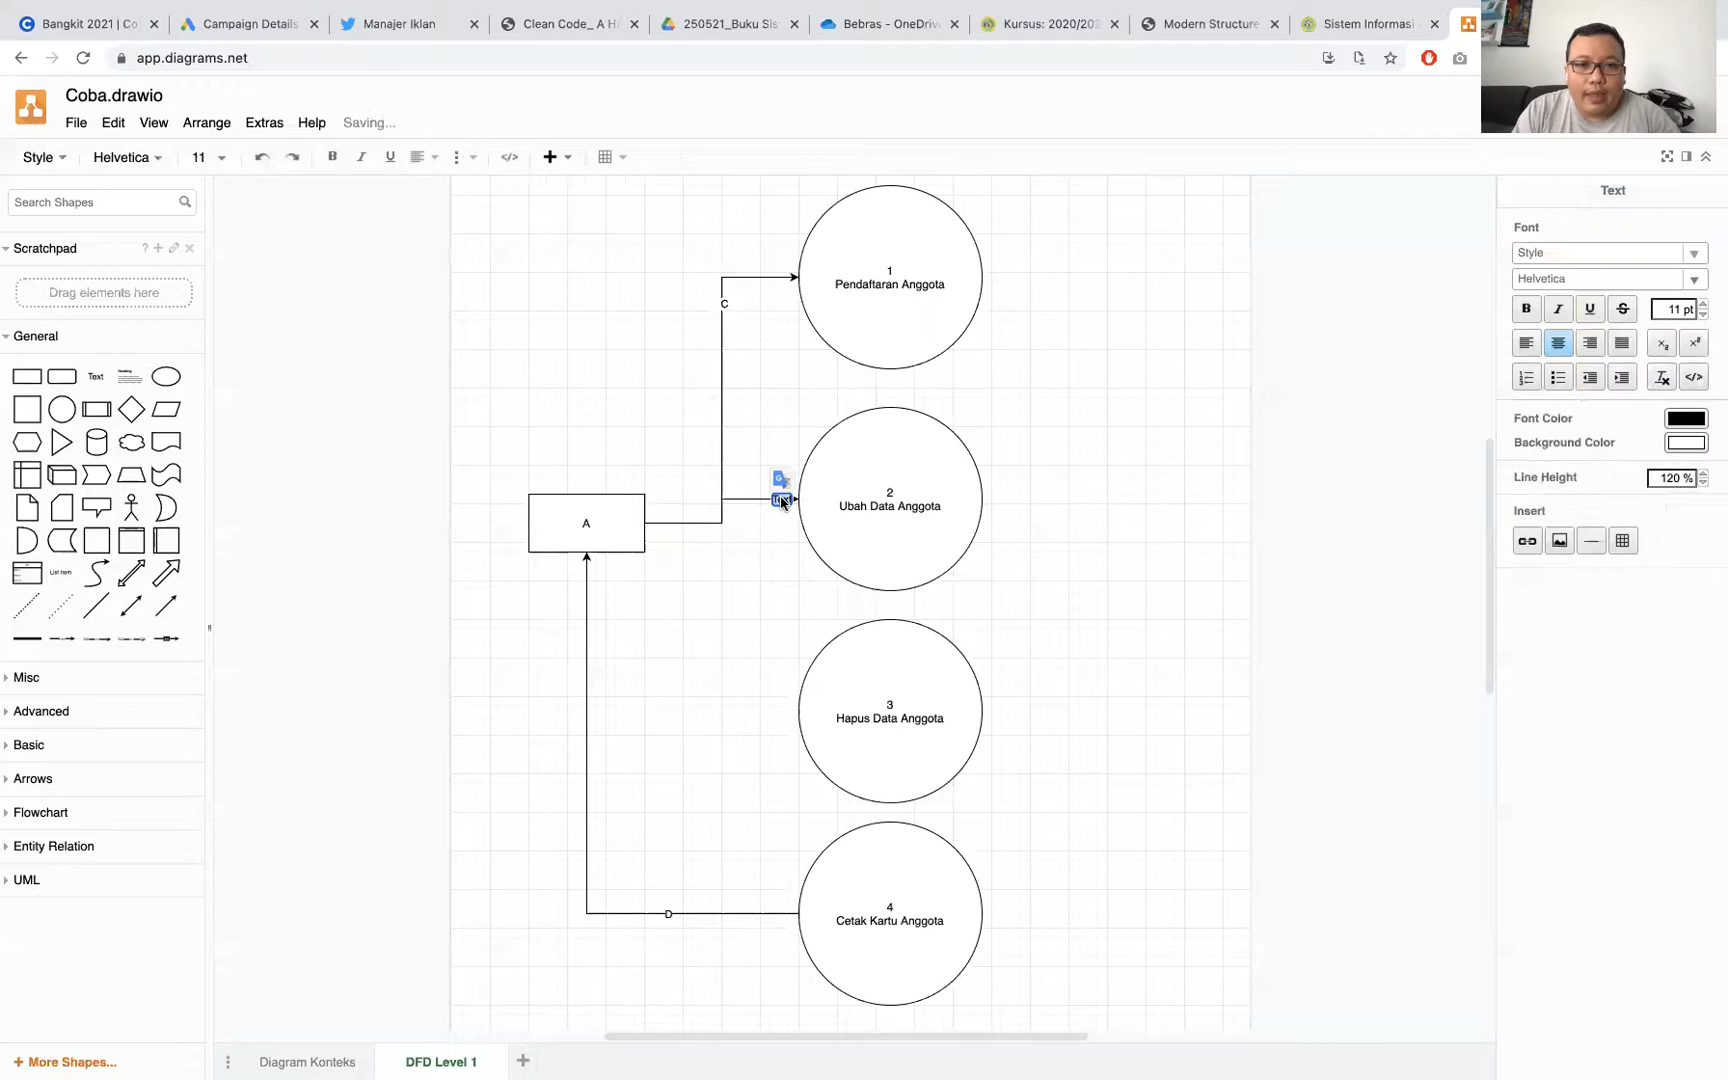 Bangkit 2021 | Co
Campaign Details
Manajer Iklan
Clean Code_ A H
250521_Buku Sis
Bebras - OneDriv
Kursus: 2020/202
Modern Structure
Sistem Informasi
app.diagrams.net
Coba.drawio
File Edit View Arrange Extras Help Saving...
Style Helvetica 11 B I U </>
Search Shapes
Scratchpad ?
Drag elements here
General
Text
Heading
List Item
Misc
Advanced
Basic
Arrows
Flowchart
Entity Relation
UML
+ More Shapes...
1
Pendaftaran Anggota
C
2
Ubah Data Anggota
A
3
Hapus Data Anggota
4
Cetak Kartu Anggota
D
Diagram Konteks
DFD Level 1
Text
Font
Style
Helvetica
B I U S 11 pt
Font Color
Background Color
Line Height 120 %
Insert